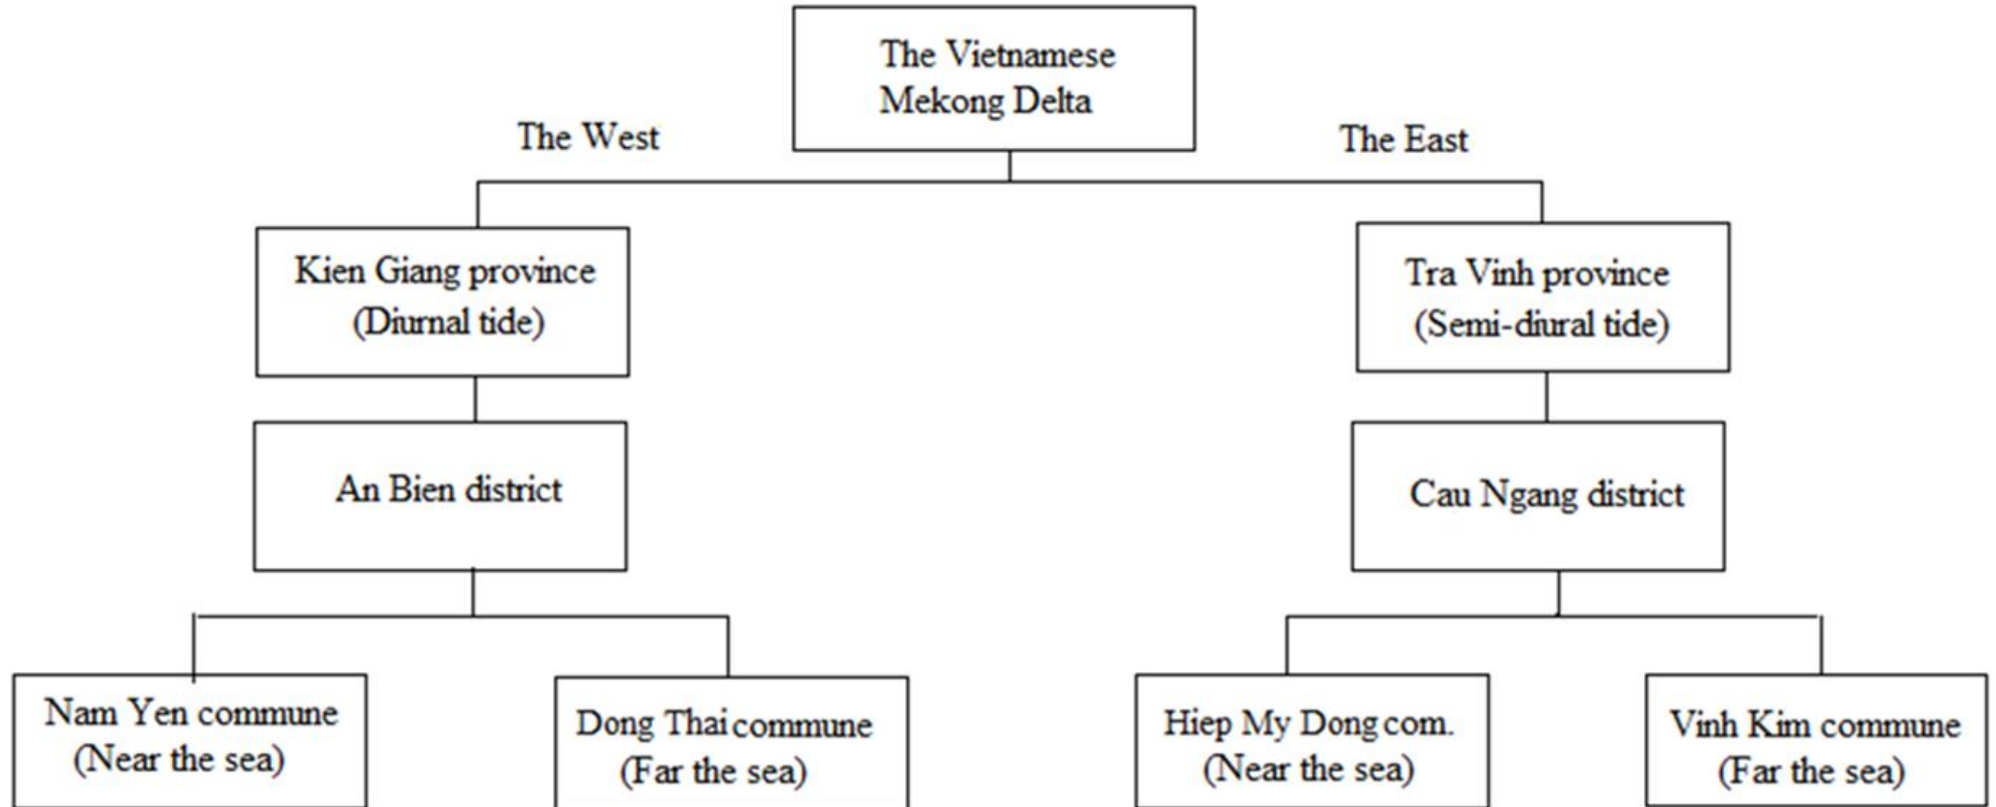 The Vietnamese
Mekong Delta
The West
The East
Kien Giang province
(Diurnal tide)
Tra Vinh province
(Semi-diural tide)
An Bien district
Cau Ngang district
Nam Yen commune
(Near the sea)
Dong Thai commune
(Far the sea)
Hiep My Dong com.
(Near the sea)
Vinh Kim commune
(Far the sea)